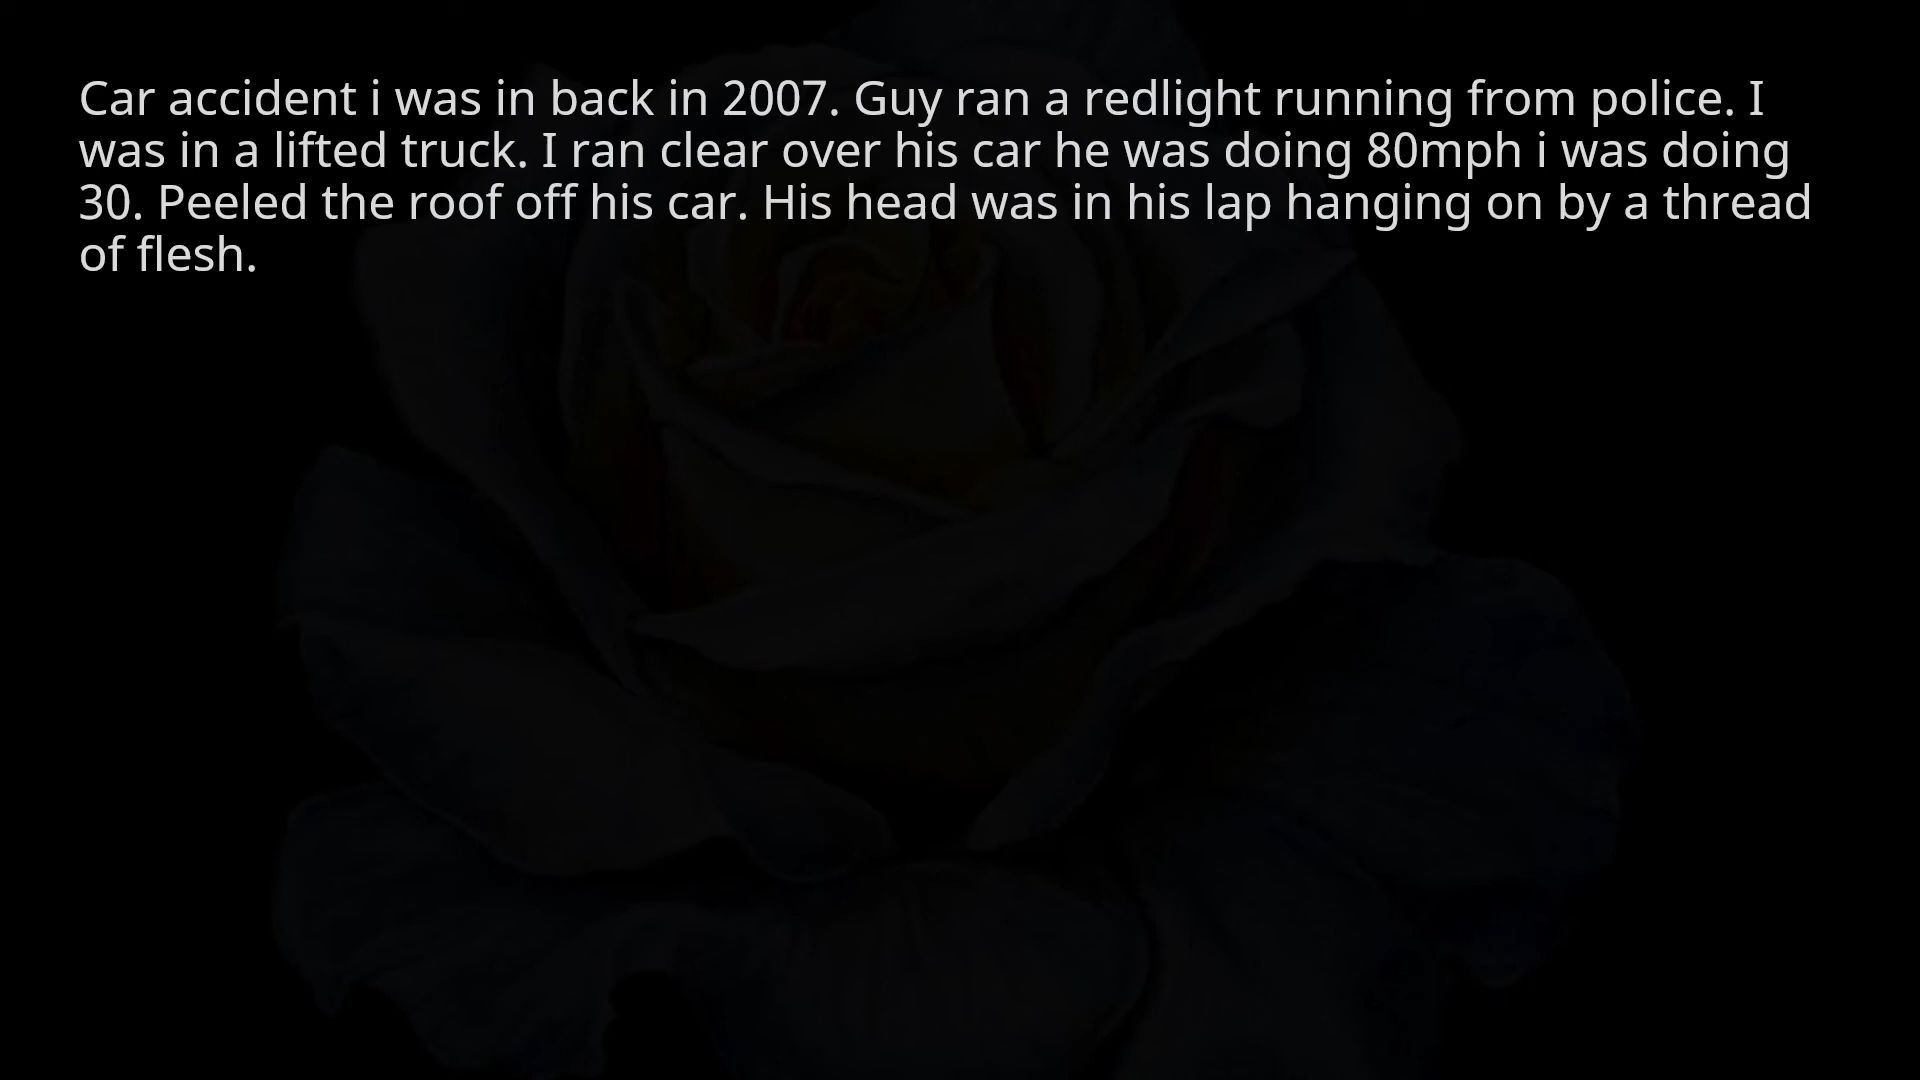 Car accident i was in back in 2007. Guy ran a redlight running from police. I
was in a lifted truck. I ran clear over his car he was doing 80mph i was doing
30. Peeled the roof off his car. His head was in his lap hanging on by a thread
of flesh.